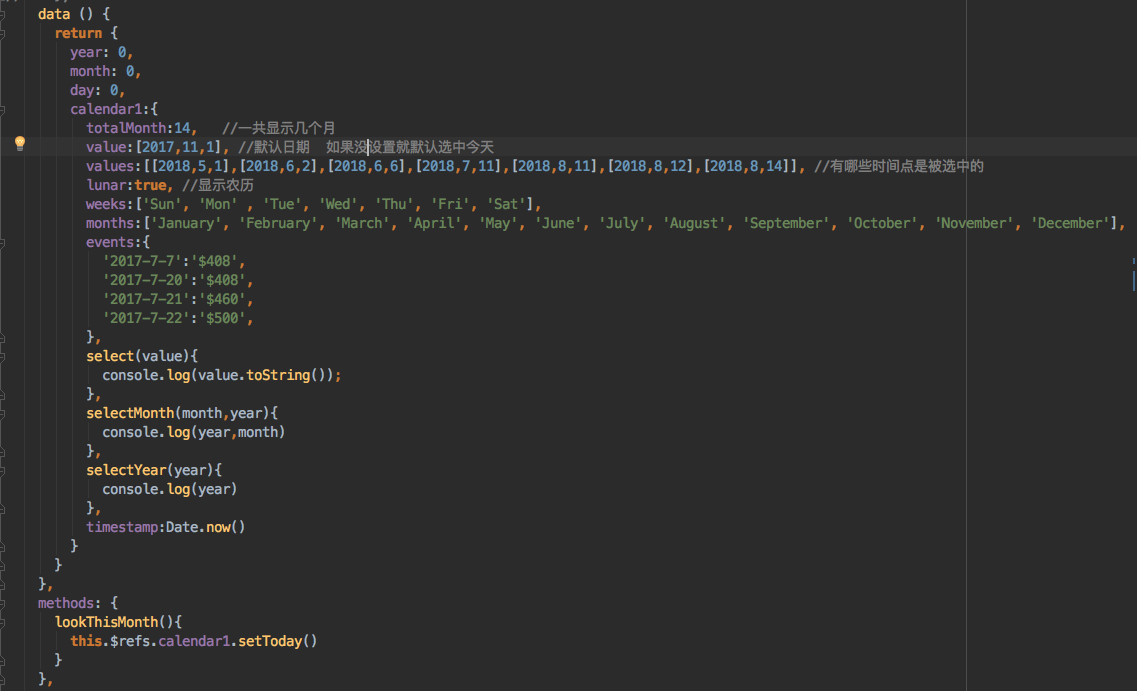 data () {
return {
year: 0,
month: 0,
day: 0,
calendar1:{
totalMonth:14,   //一共显示几个月
value:[2017,11,1], //默认日期  如果没设置就默认选中今天
values:[[2018,5,1],[2018,6,2],[2018,6,6],[2018,7,11],[2018,8,11],[2018,8,12],[2018,8,14]], //有哪些时间点是被选中的
lunar:true, //显示农历
weeks:['Sun', 'Mon' , 'Tue', 'Wed', 'Thu', 'Fri', 'Sat'],
months:['January', 'February', 'March', 'April', 'May', 'June', 'July', 'August', 'September', 'October', 'November', 'December'],
events:{
'2017-7-7':'$408',
'2017-7-20':'$408',
'2017-7-21':'$460',
'2017-7-22':'$500',
},
select(value){
console.log(value.toString());
},
selectMonth(month,year){
console.log(year,month)
},
selectYear(year){
console.log(year)
},
timestamp:Date.now()
}
}
},
methods: {
lookThisMonth(){
this.$refs.calendar1.setToday()
}
},